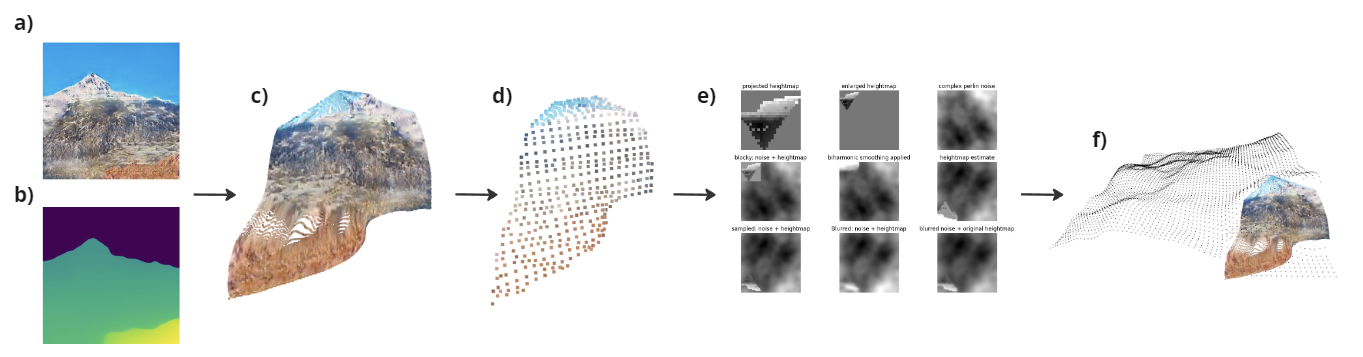 a)
b)
c)
d)
e)
projected heightmap
enlarged heightmap
complex perlin noise
blocky: noise + heightmap
biharmonic smoothing applied
heightmap estimate
sampled: noise + heightmap
Blurred: noise + heightmap
blurred noise + original heightmap
f)